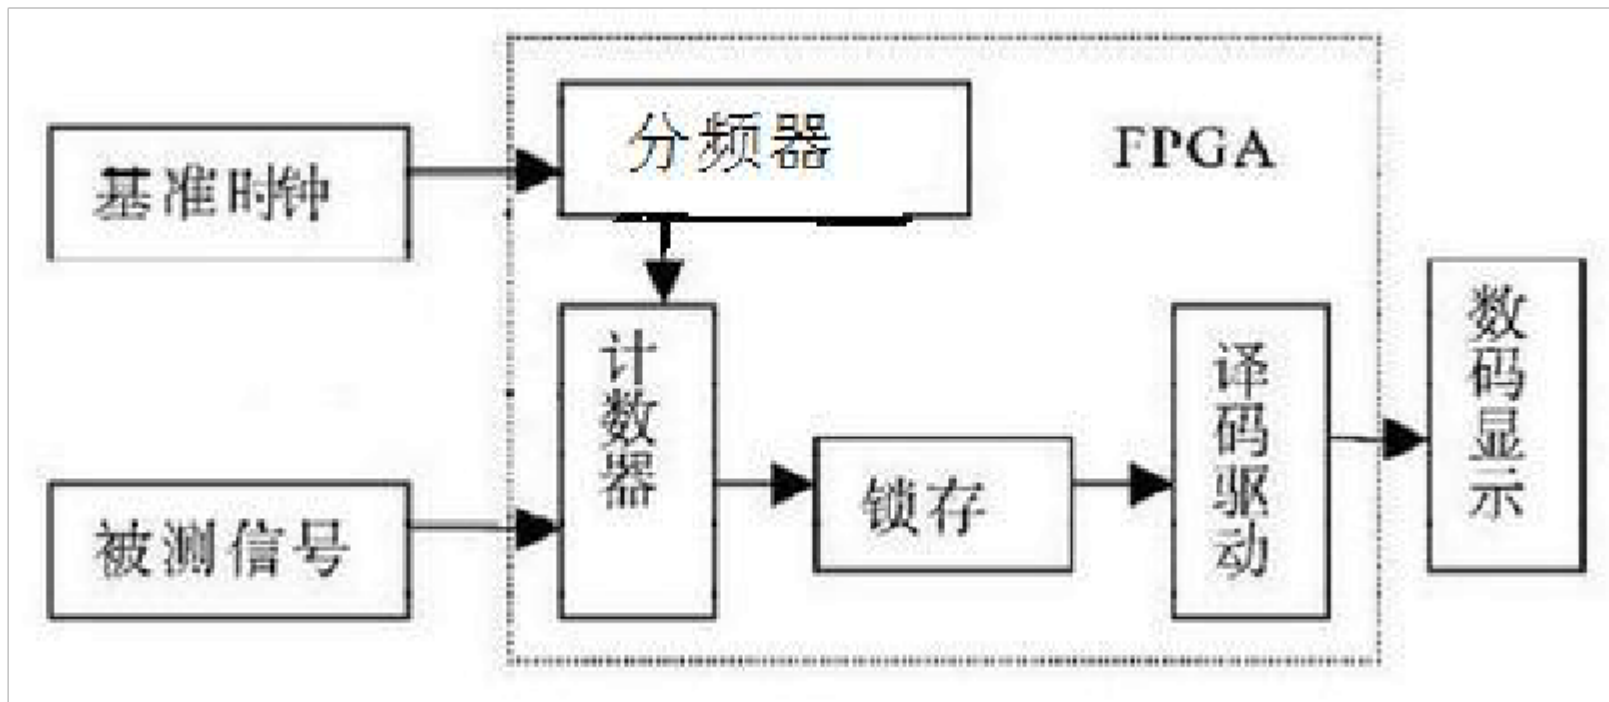 分频器
FPGA
基准时钟
计数器
译码驱动
数码显示
锁存
被测信号